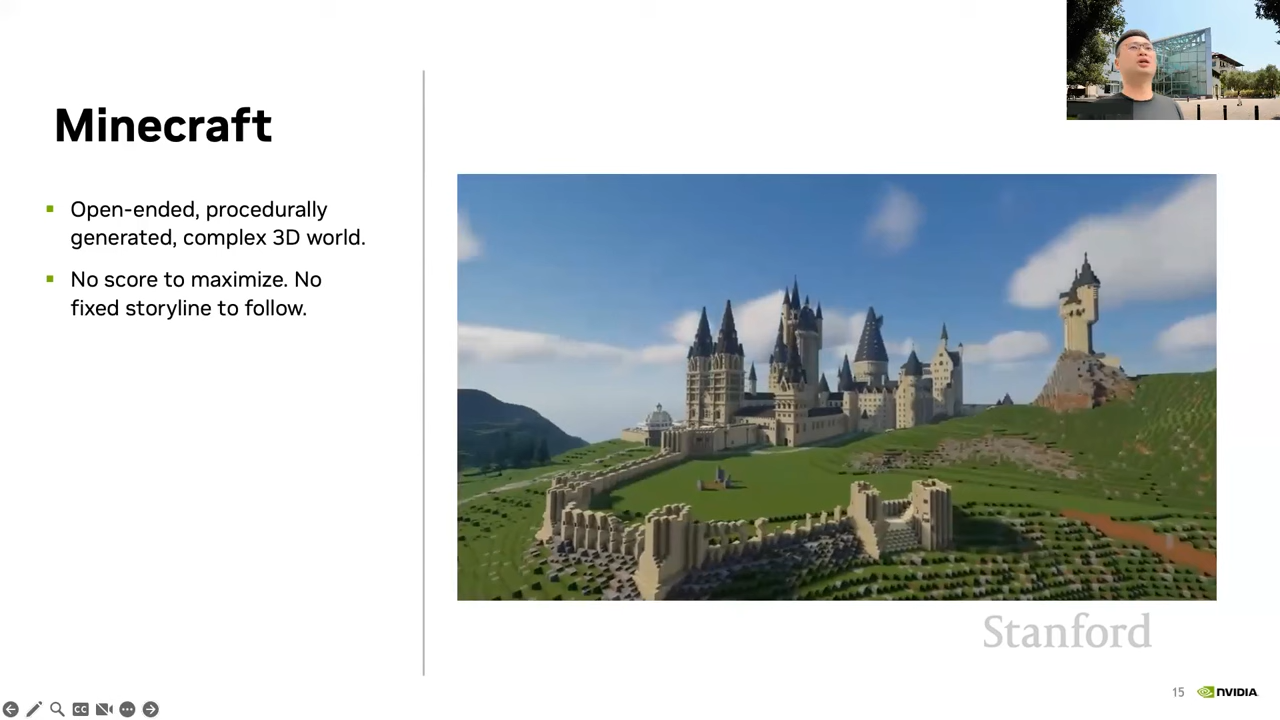 Minecraft
Open-ended, procedurally
generated, complex 3D world.
No score to maximize. No
fixed storyline to follow.
Stanford
15
NVIDIA
CC